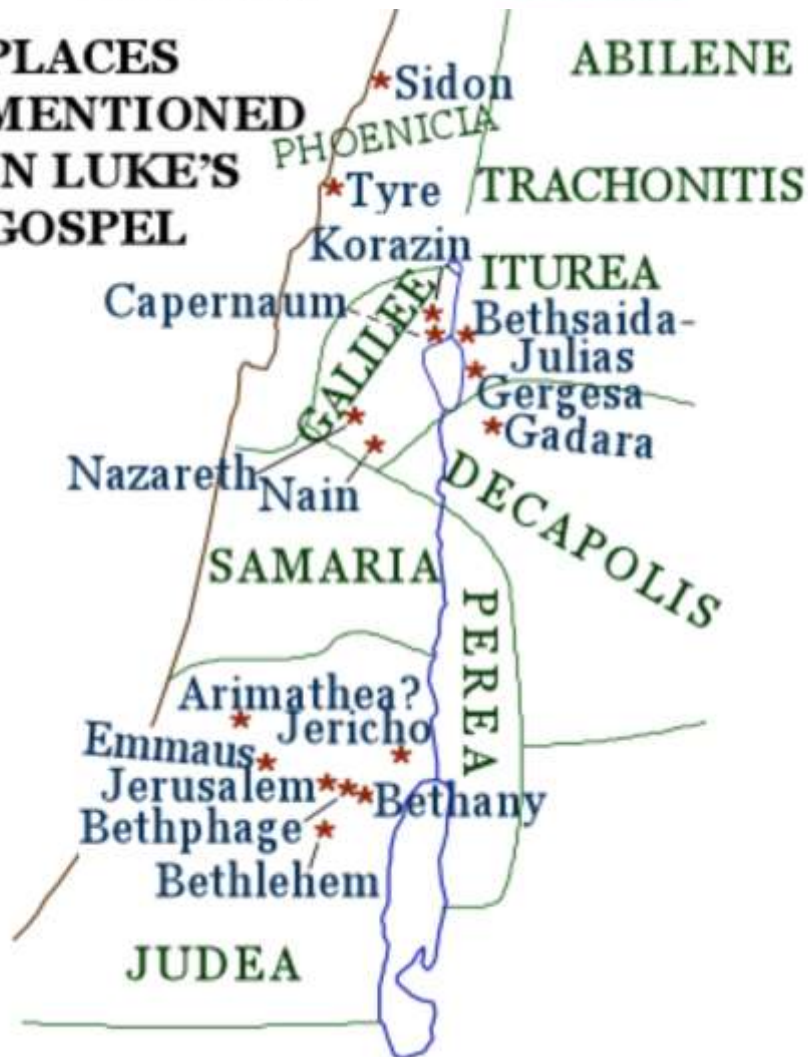 PLACES
MENTIONED
IN LUKE'S
GOSPEL
ABILENE
Sidon
PHOENICIA
Tyre
TRACHONITIS
Korazin
ITUREA
Capernaum
GALILEE
Bethsaida-
Julias
Gergesa
Gadara
Nazareth
Nain
DECAPOLIS
SAMARIA
PEREA
Arimathea?
Jericho
Emmaus
Jerusalem
Bethany
Bethphage
Bethlehem
JUDEA